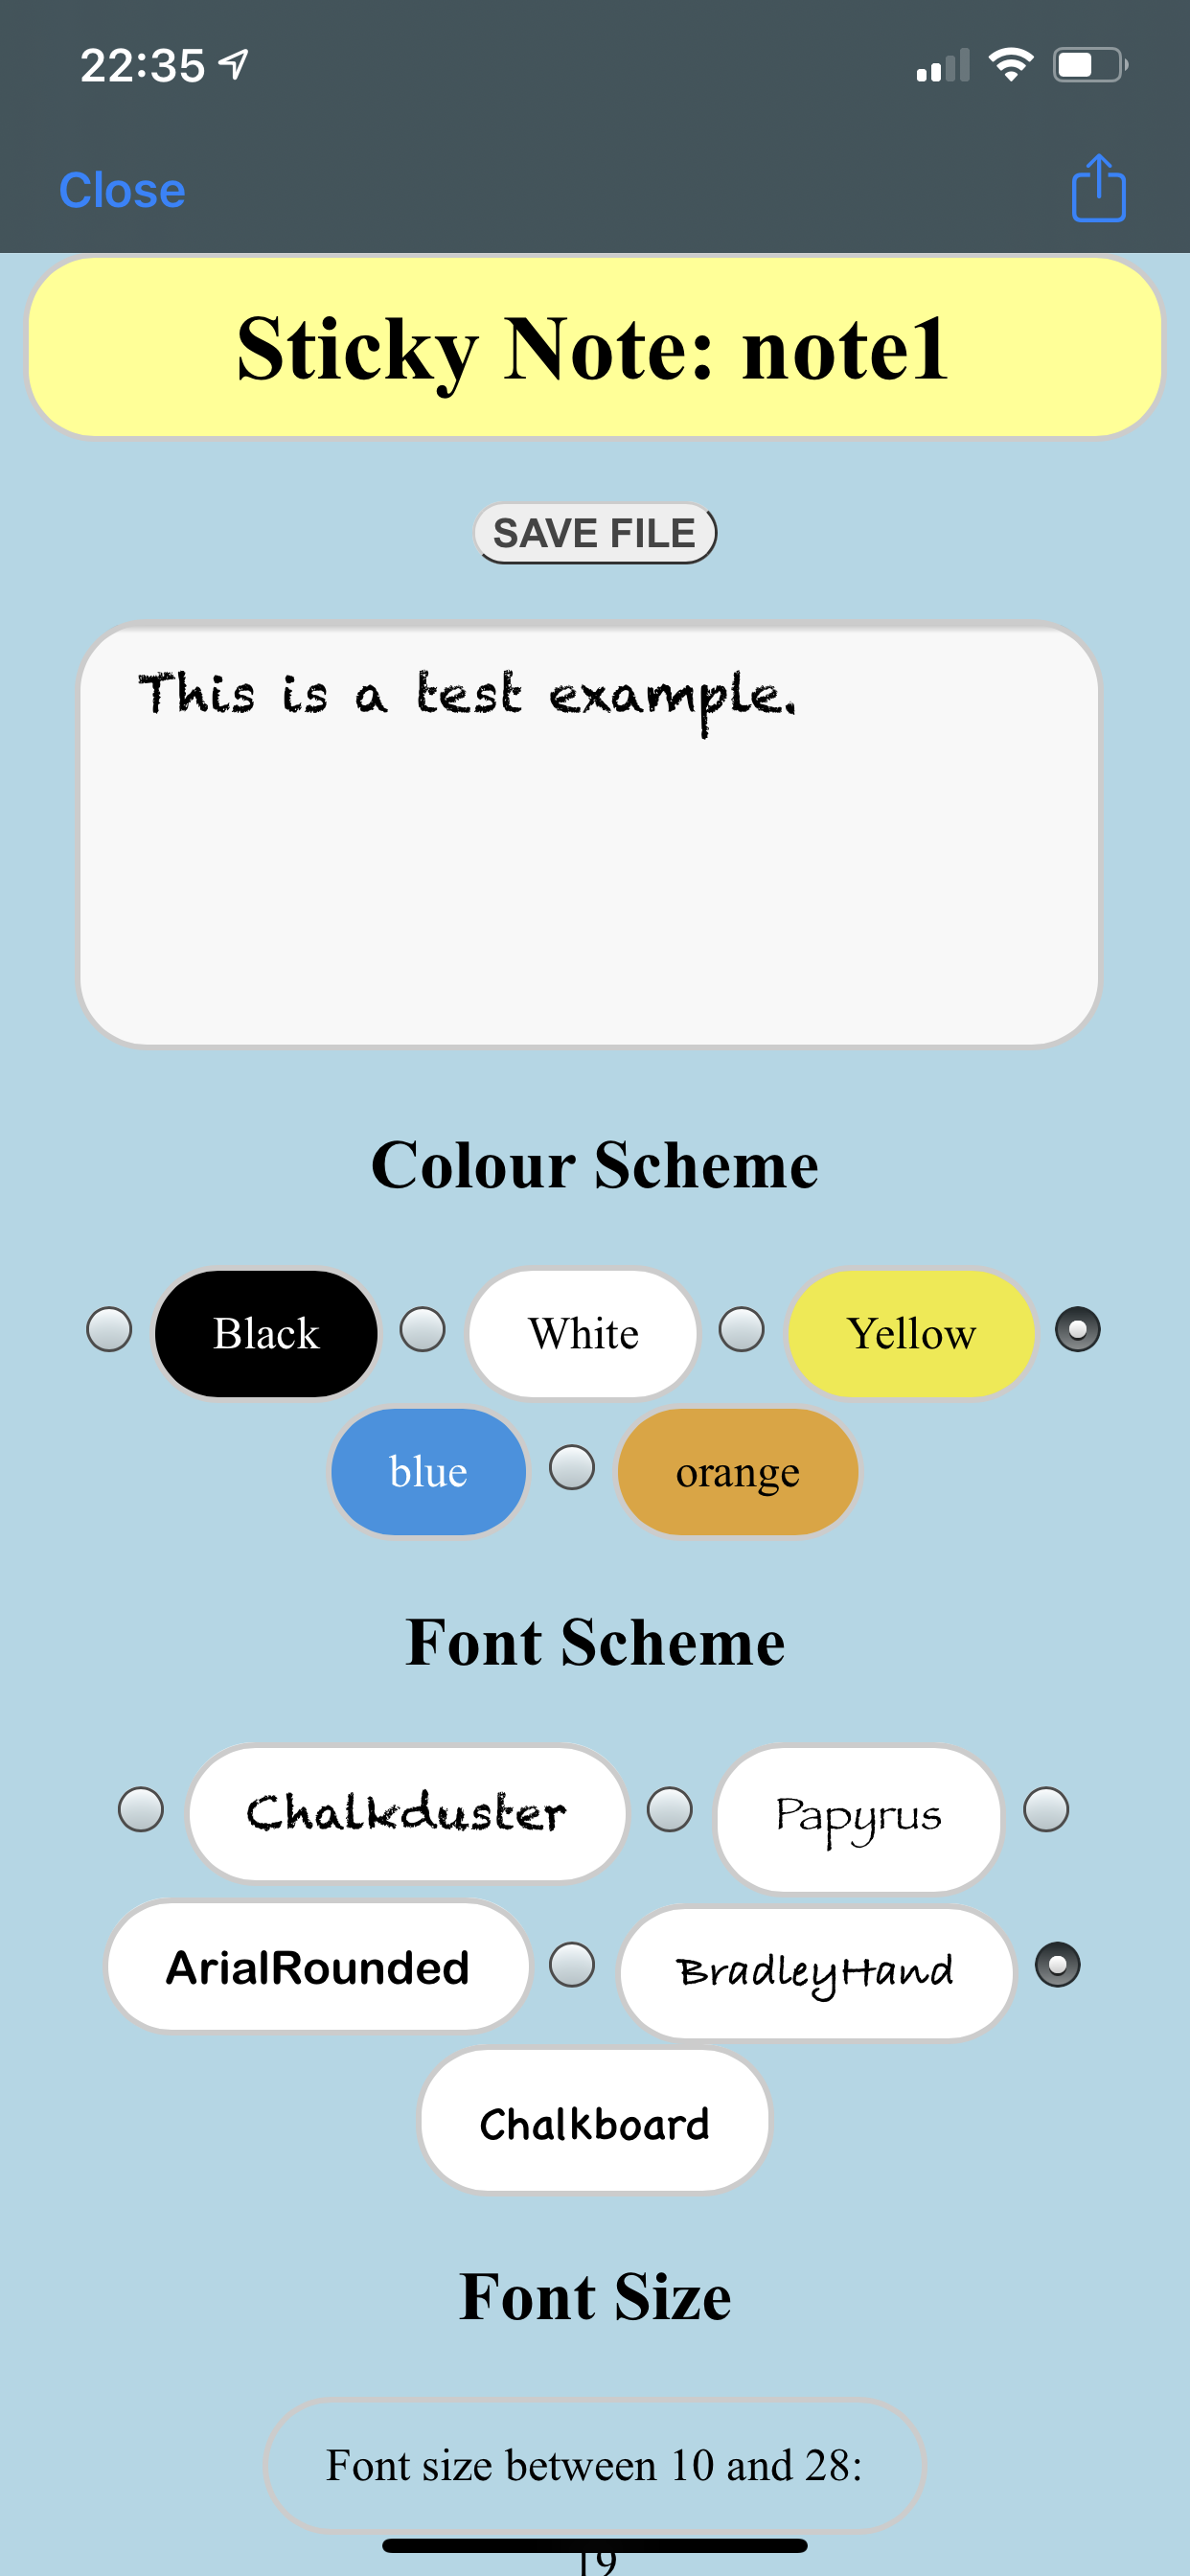 22:35
Close
Sticky Note: note1
SAVE FILE
This is a test example.
Colour Scheme
Black White Yellow
blue orange
Font Scheme
Chalkduster Papyrus
ArialRounded BradleyHand
Chalkboard
Font Size
Font size between 10 and 28:
19